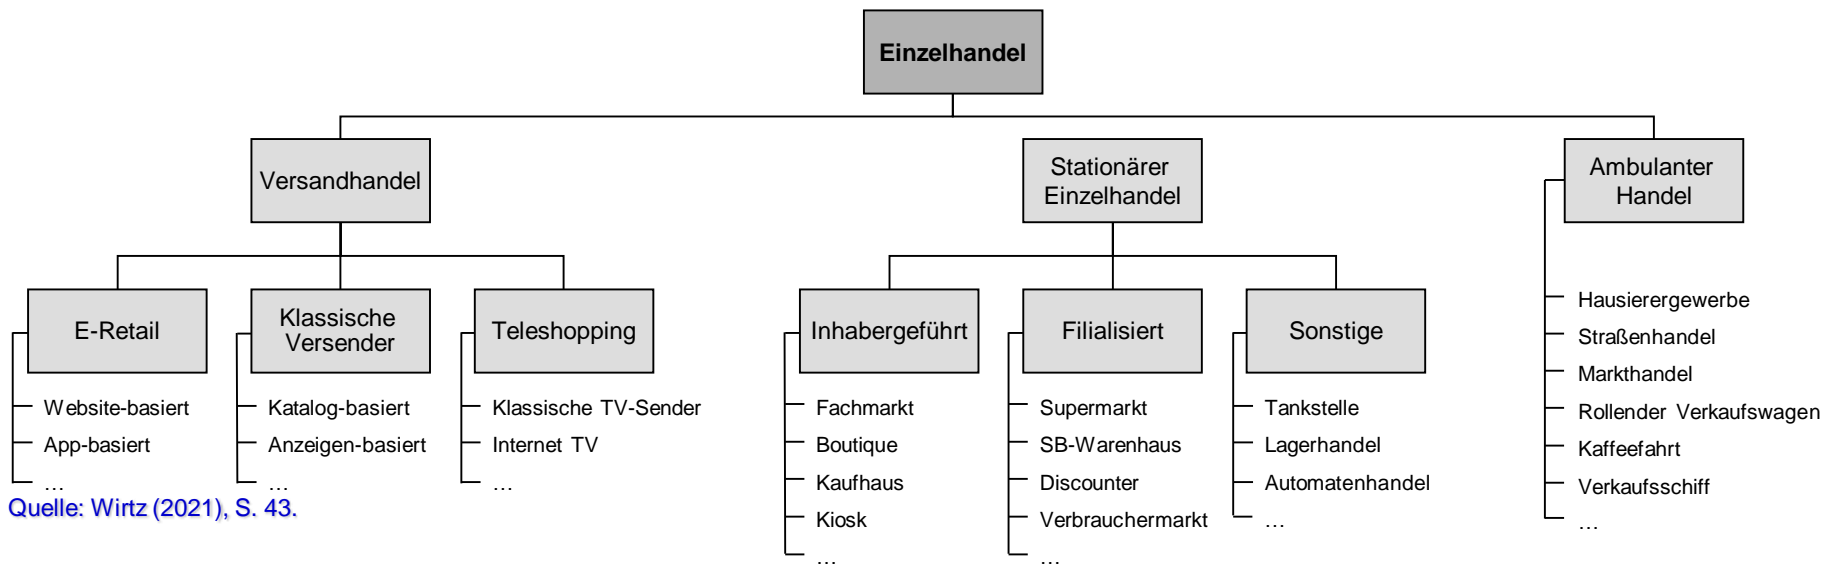 Einzelhandel
Versandhandel
Stationärer
Einzelhandel
Ambulanter
Handel
E-Retail
Klassische
Versender
Teleshopping
Inhabergeführt
Filialisiert
Sonstige
Website-basiert
App-basiert
…
Katalog-basiert
Anzeigen-basiert
…
Klassische TV-Sender
Internet TV
…
Fachmarkt
Boutique
Kaufhaus
Kiosk
…
Supermarkt
SB-Warenhaus
Discounter
Verbrauchermarkt
…
Tankstelle
Lagerhandel
Automatenhandel
…
Hausierergewerbe
Straßenhandel
Markthandel
Rollender Verkaufswagen
Kaffeefahrt
Verkaufsschiff
…
Quelle: Wirtz (2021), S. 43.